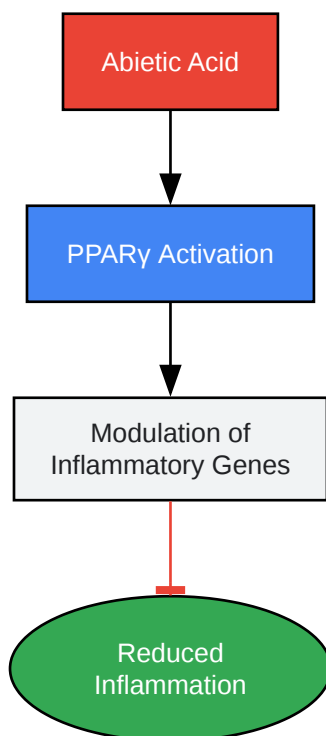 Abietic Acid
PPARγ Activation
Modulation of
Inflammatory Genes
Reduced
Inflammation